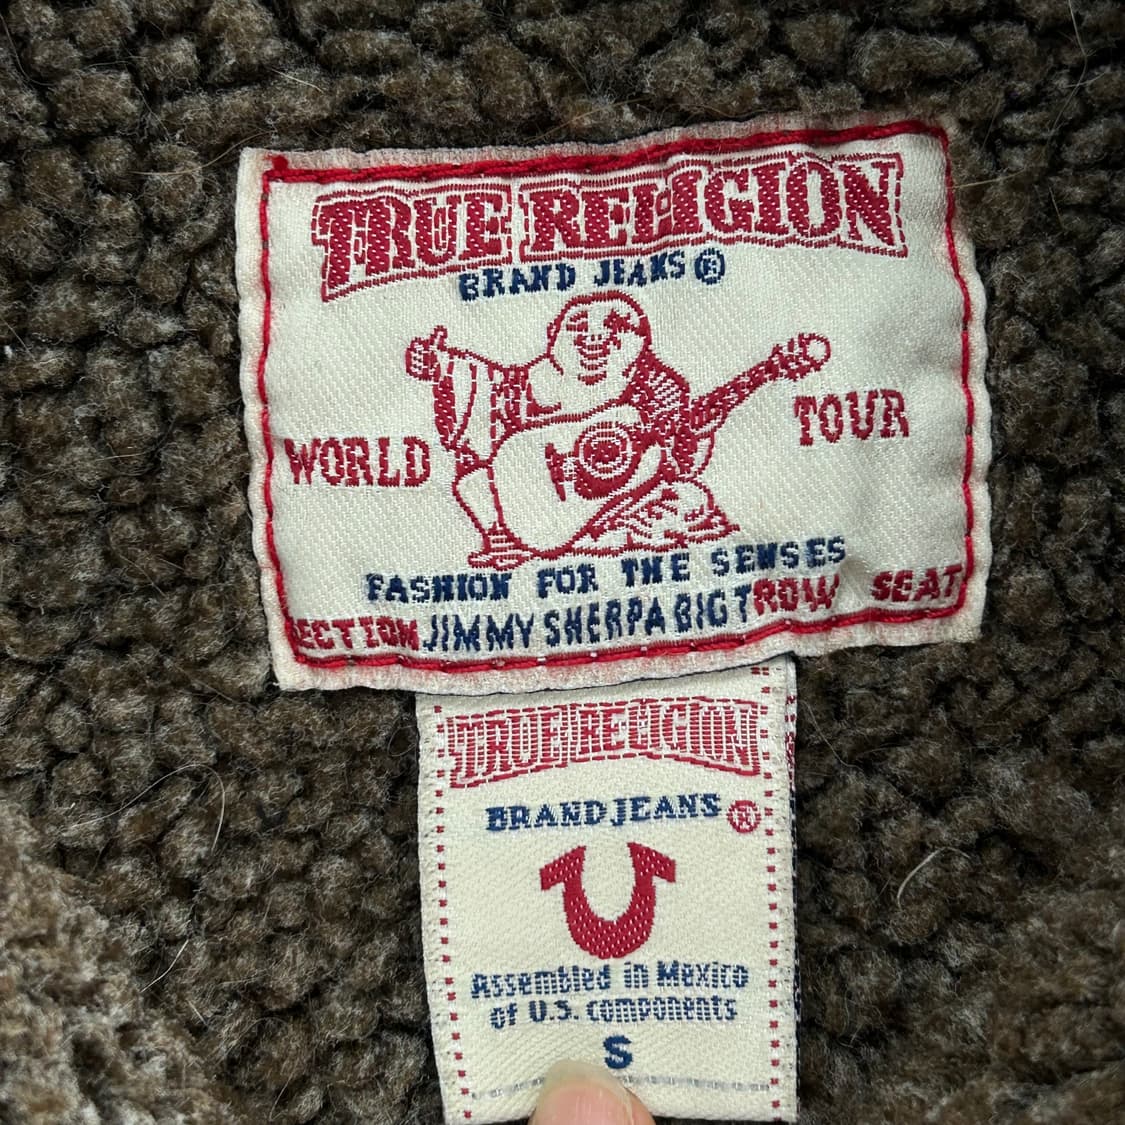 TRUE RELIGION
BRAND JEANS ®
WORLD TOUR
FASHION FOR THE SENSES
ECTION JIMMY SHERPA BIG T ROW SEAT
TRUE RELIGION
BRAND JEANS ®
Assembled in Mexico
of U.S. components
S